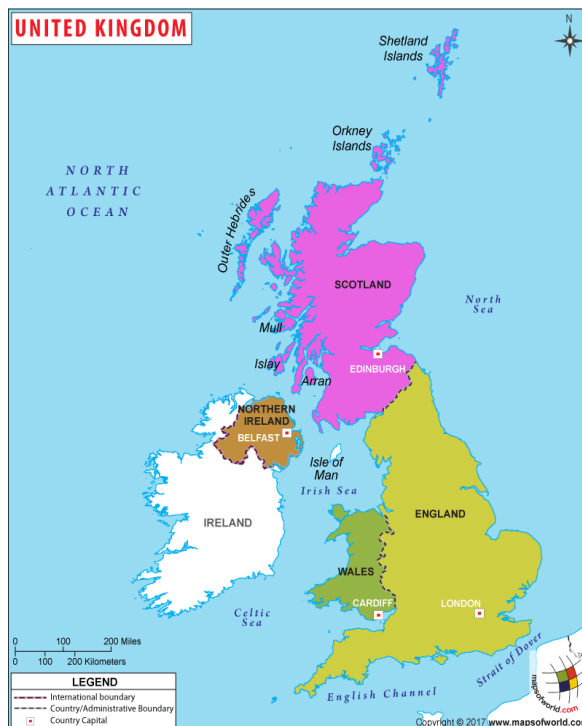 UNITED KINGDOM
N
Shetland
Islands
Orkney
Islands
NORTH
ATLANTIC
OCEAN
Outer Hebrides
SCOTLAND
North
Sea
Mull
EDINBURGH
Islay
Arran
NORTHERN
IRELAND
BELFAST
Isle of
Man
Irish Sea
IRELAND
ENGLAND
WALES
CARDIFF
LONDON
Celtic
Sea
0 100 200 Miles
0 100 200 Kilometers
Strait of Dover
English Channel
LEGEND
International boundary
Country/Administrative Boundary
Country Capital
mapsofworld.com
Copyright © 2017 www.mapsofworld.co